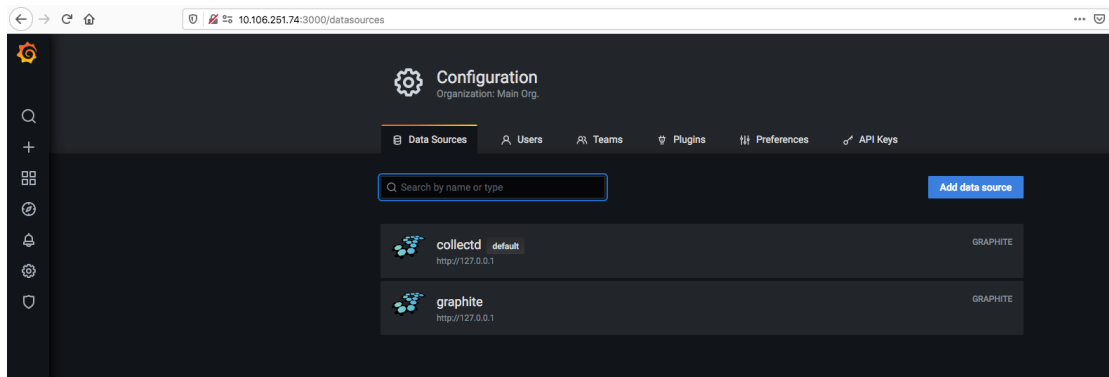 10.106.251.74:3000/datasources
Configuration
Organization: Main Org.
Data Sources Users Teams Plugins Preferences API Keys
Search by name or type
Add data source
collectd default
GRAPHITE
http://127.0.0.1
graphite
GRAPHITE
http://127.0.0.1